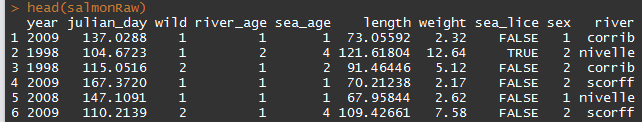 > head(salmonRaw)
year julian_day wild river_age sea_age length weight sea_lice sex river
1 2009 137.0288 1 1 1 73.05592 2.32 FALSE 1 corrib
2 1998 104.6723 1 2 4 121.61804 12.64 TRUE 2 nivelle
3 1998 115.0516 2 1 2 91.46446 5.12 FALSE 2 corrib
4 2009 167.3720 1 1 1 70.21238 2.17 FALSE 2 scorff
5 2008 147.1091 1 1 1 67.95844 2.62 FALSE 1 nivelle
6 2009 110.2139 2 1 4 109.42661 7.58 FALSE 2 scorff